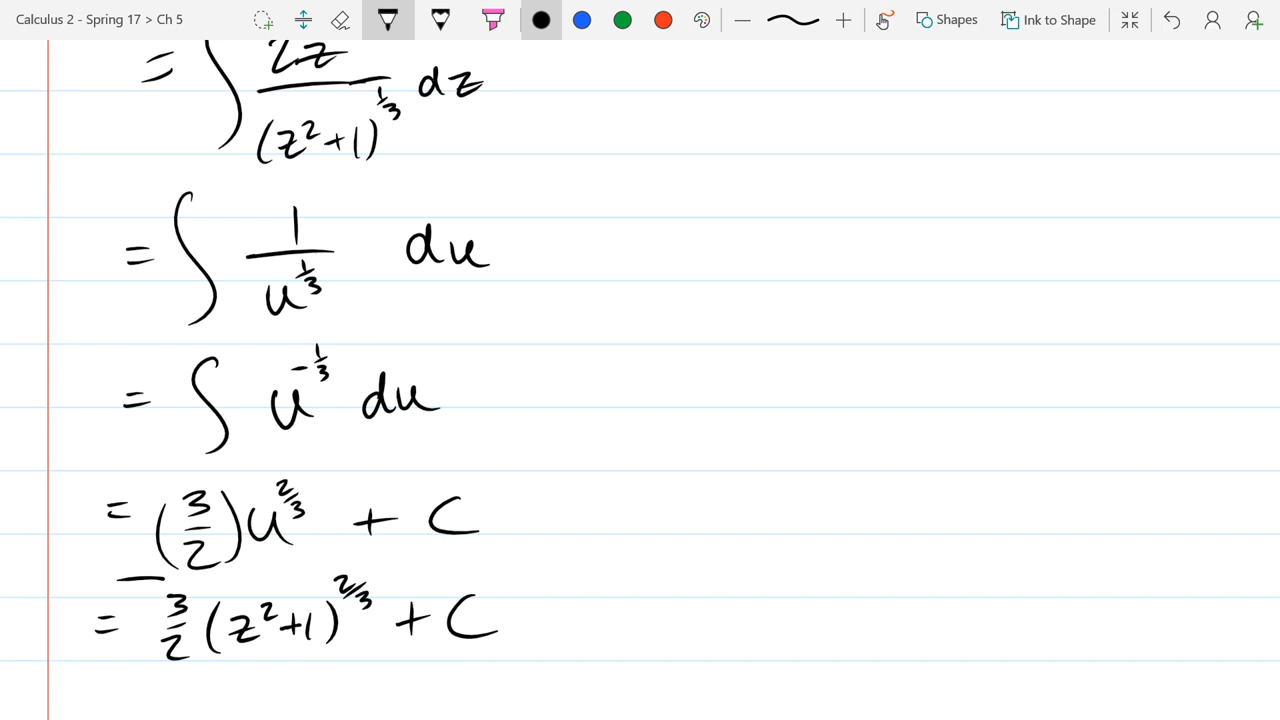 Calculus 2 - Spring 17 > Ch 5 Shapes Ink to Shape
= ∫ 2z / (z² + 1)^(1/3) dz
= ∫ 1 / u^(1/3) du
= ∫ u^(-1/3) du
= (3/2) u^(2/3) + C
= 3/2 (z² + 1)^(2/3) + C